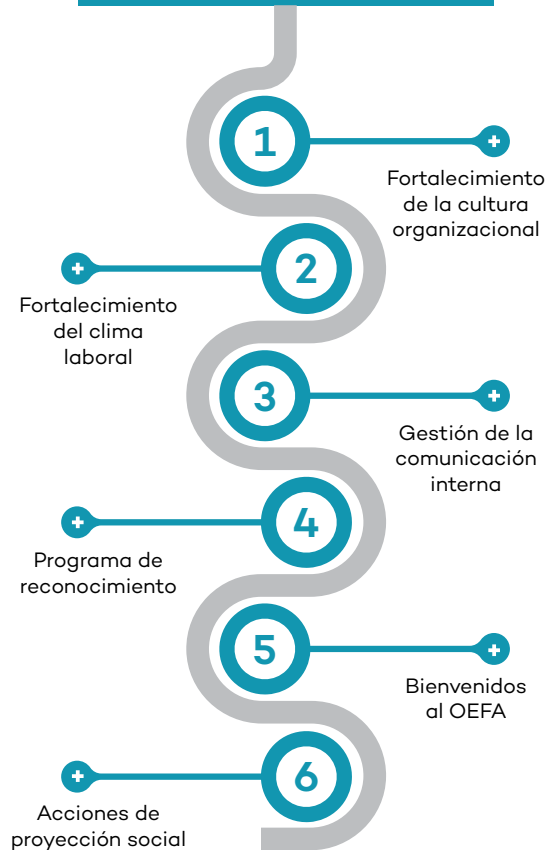 1
Fortalecimiento
de la cultura
organizacional
2
Fortalecimiento
del clima
laboral
3
Gestión de la
comunicación
interna
4
Programa de
reconocimiento
5
Bienvenidos
al OEFA
6
Acciones de
proyección social